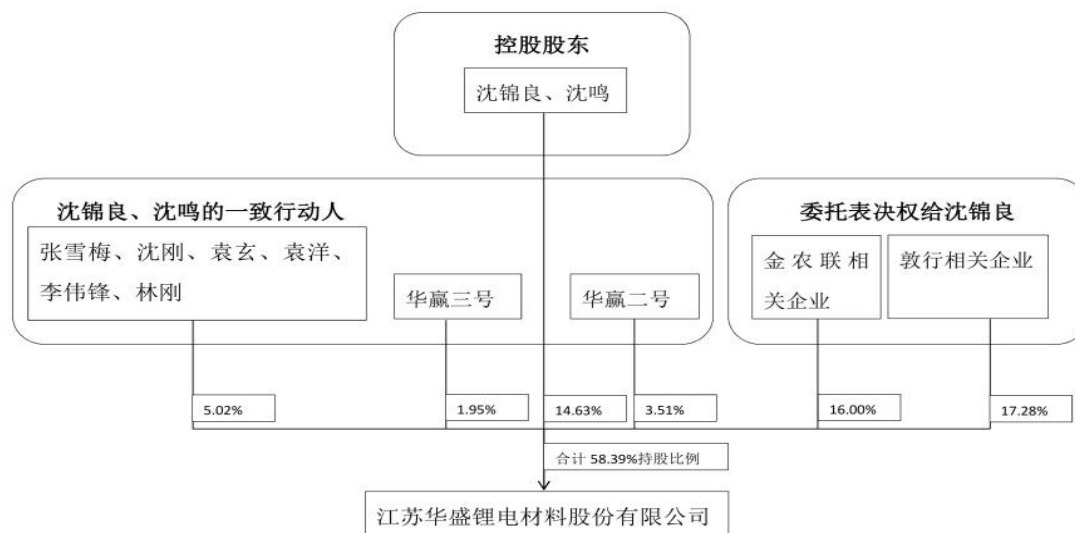 控股股东
沈锦良、沈鸣
沈锦良、沈鸣的一致行动人
张雪梅、沈刚、袁玄、袁洋、
李伟锋、林刚
华赢三号
华赢二号
委托表决权给沈锦良
金农联相
关企业
敦行相关企业
5.02%
1.95%
14.63%
3.51%
16.00%
17.28%
合计 58.39%持股比例
江苏华盛锂电材料股份有限公司